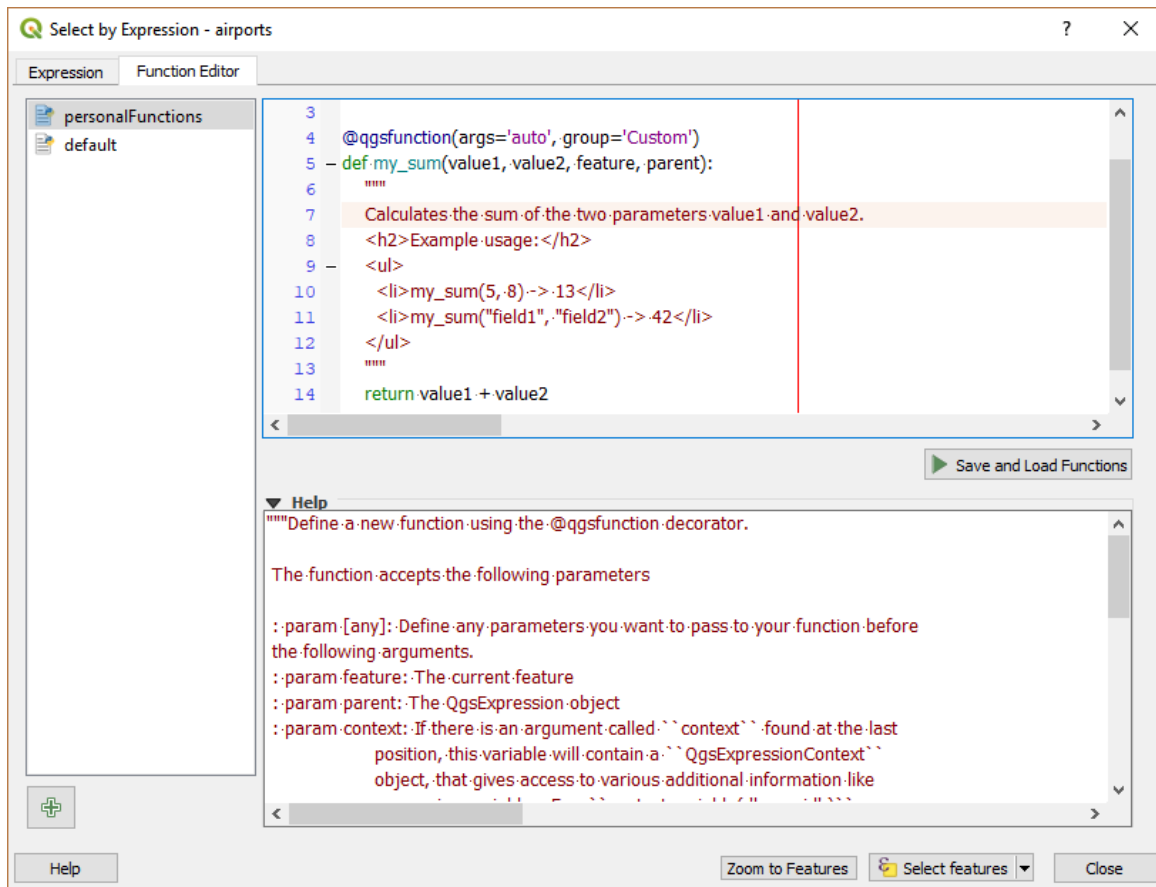 Select by Expression - airports
Expression
Function Editor
personalFunctions
default
3
4 @qgsfunction(args='auto', group='Custom')
5 def my_sum(value1, value2, feature, parent):
6 """
7 Calculates the sum of the two parameters value1 and value2.
8 <h2>Example usage:</h2>
9 <ul>
10 <li>my_sum(5, 8) -> 13</li>
11 <li>my_sum("field1", "field2") -> 42</li>
12 </ul>
13 """
14 return value1 + value2
Save and Load Functions
Help
"""Define a new function using the @qgsfunction decorator.
The function accepts the following parameters
: param [any]: Define any parameters you want to pass to your function before
the following arguments.
: param feature: The current feature
: param parent: The QgsExpression object
: param context: If there is an argument called ``context`` found at the last
position, this variable will contain a ``QgsExpressionContext``
object, that gives access to various additional information like
Help
Zoom to Features
Select features
Close